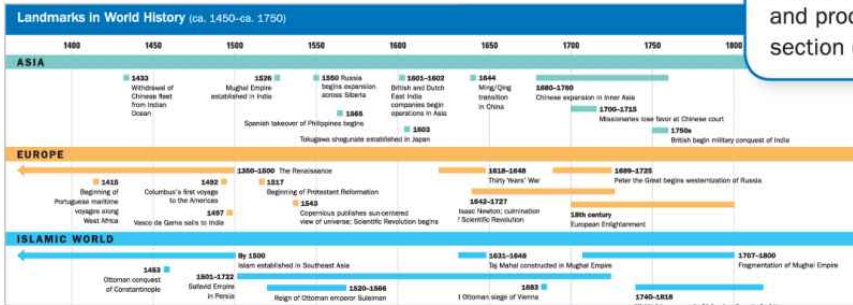 and proc
section
Landmarks in World History (ca. 1450–ca. 1750)
1400 1450 1500 1550 1600 1650 1700 1750 1800
ASIA
1433
Withdrawal of
Chinese fleet
from Indian
Ocean
1526
Mughal Empire
established in India
1550 Russia
begins expansion
across Siberia
1565
Spanish takeover of Philippines begins
1601–1602
British and Dutch
East India
companies begin
operations in Asia
1603
Tokugawa shogunate established in Japan
1644
Ming/Qing
transition
in China
1680–1760
Chinese expansion in Inner Asia
1700–1715
Missionaries lose favor at Chinese court
1750s
British begin military conquest of India
EUROPE
1350–1500 The Renaissance
1415
Beginning of
Portuguese maritime
voyages along
West Africa
1492
Columbus's first voyage
to the Americas
1497
Vasco da Gama sails to India
1517
Beginning of Protestant Reformation
1543
Copernicus publishes sun-centered
view of universe; Scientific Revolution begins
1618–1648
Thirty Years' War
1642–1727
Isaac Newton; culmination
f Scientific Revolution
1689–1725
Peter the Great begins westernization of Russia
18th century
European Enlightenment
ISLAMIC WORLD
By 1500
Islam established in Southeast Asia
1453
Ottoman conquest
of Constantinople
1501–1722
Safavid Empire
in Persia
1520–1566
Reign of Ottoman emperor Suleiman
1631–1648
Taj Mahal constructed in Mughal Empire
1683
Ottoman siege of Vienna
1707–1800
Fragmentation of Mughal Empire
1740–1818